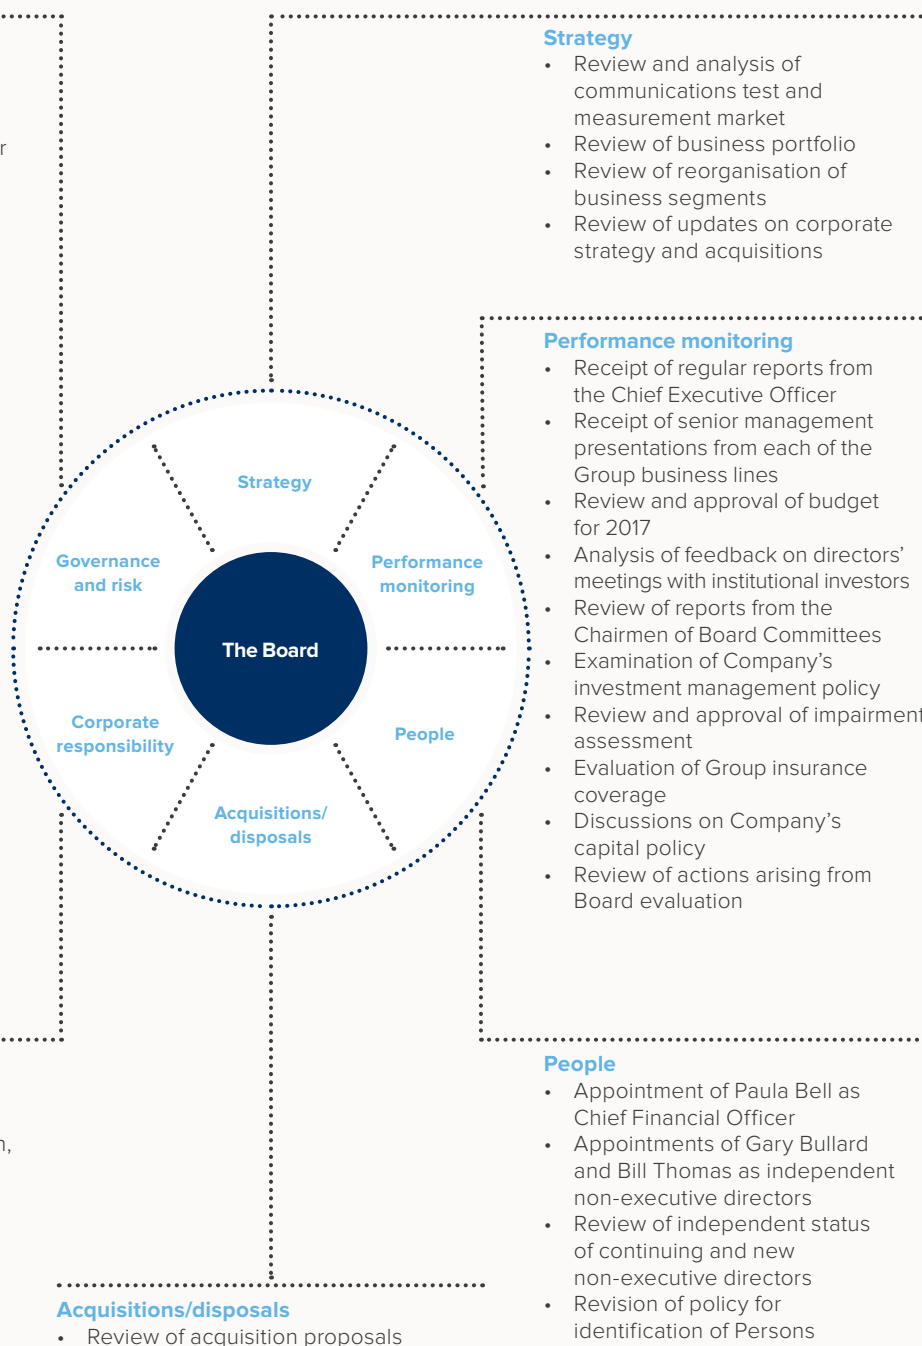 Strategy
• Review and analysis of
communications test and
measurement market
• Review of business portfolio
• Review of reorganisation of
business segments
• Review of updates on corporate
strategy and acquisitions
r
Performance monitoring
• Receipt of regular reports from
the Chief Executive Officer
• Receipt of senior management
presentations from each of the
Group business lines
• Review and approval of budget
for 2017
• Analysis of feedback on directors’
meetings with institutional investors
• Review of reports from the
Chairmen of Board Committees
• Examination of Company’s
investment management policy
• Review and approval of impairment
assessment
• Evaluation of Group insurance
coverage
• Discussions on Company’s
capital policy
• Review of actions arising from
Board evaluation
Strategy
Governance
and risk
Performance
monitoring
The Board
Corporate
responsibility
People
Acquisitions/
disposals
People
• Appointment of Paula Bell as
Chief Financial Officer
• Appointments of Gary Bullard
and Bill Thomas as independent
non-executive directors
• Review of independent status
of continuing and new
non-executive directors
• Revision of policy for
identification of Persons
n,
Acquisitions/disposals
• Review of acquisition proposals